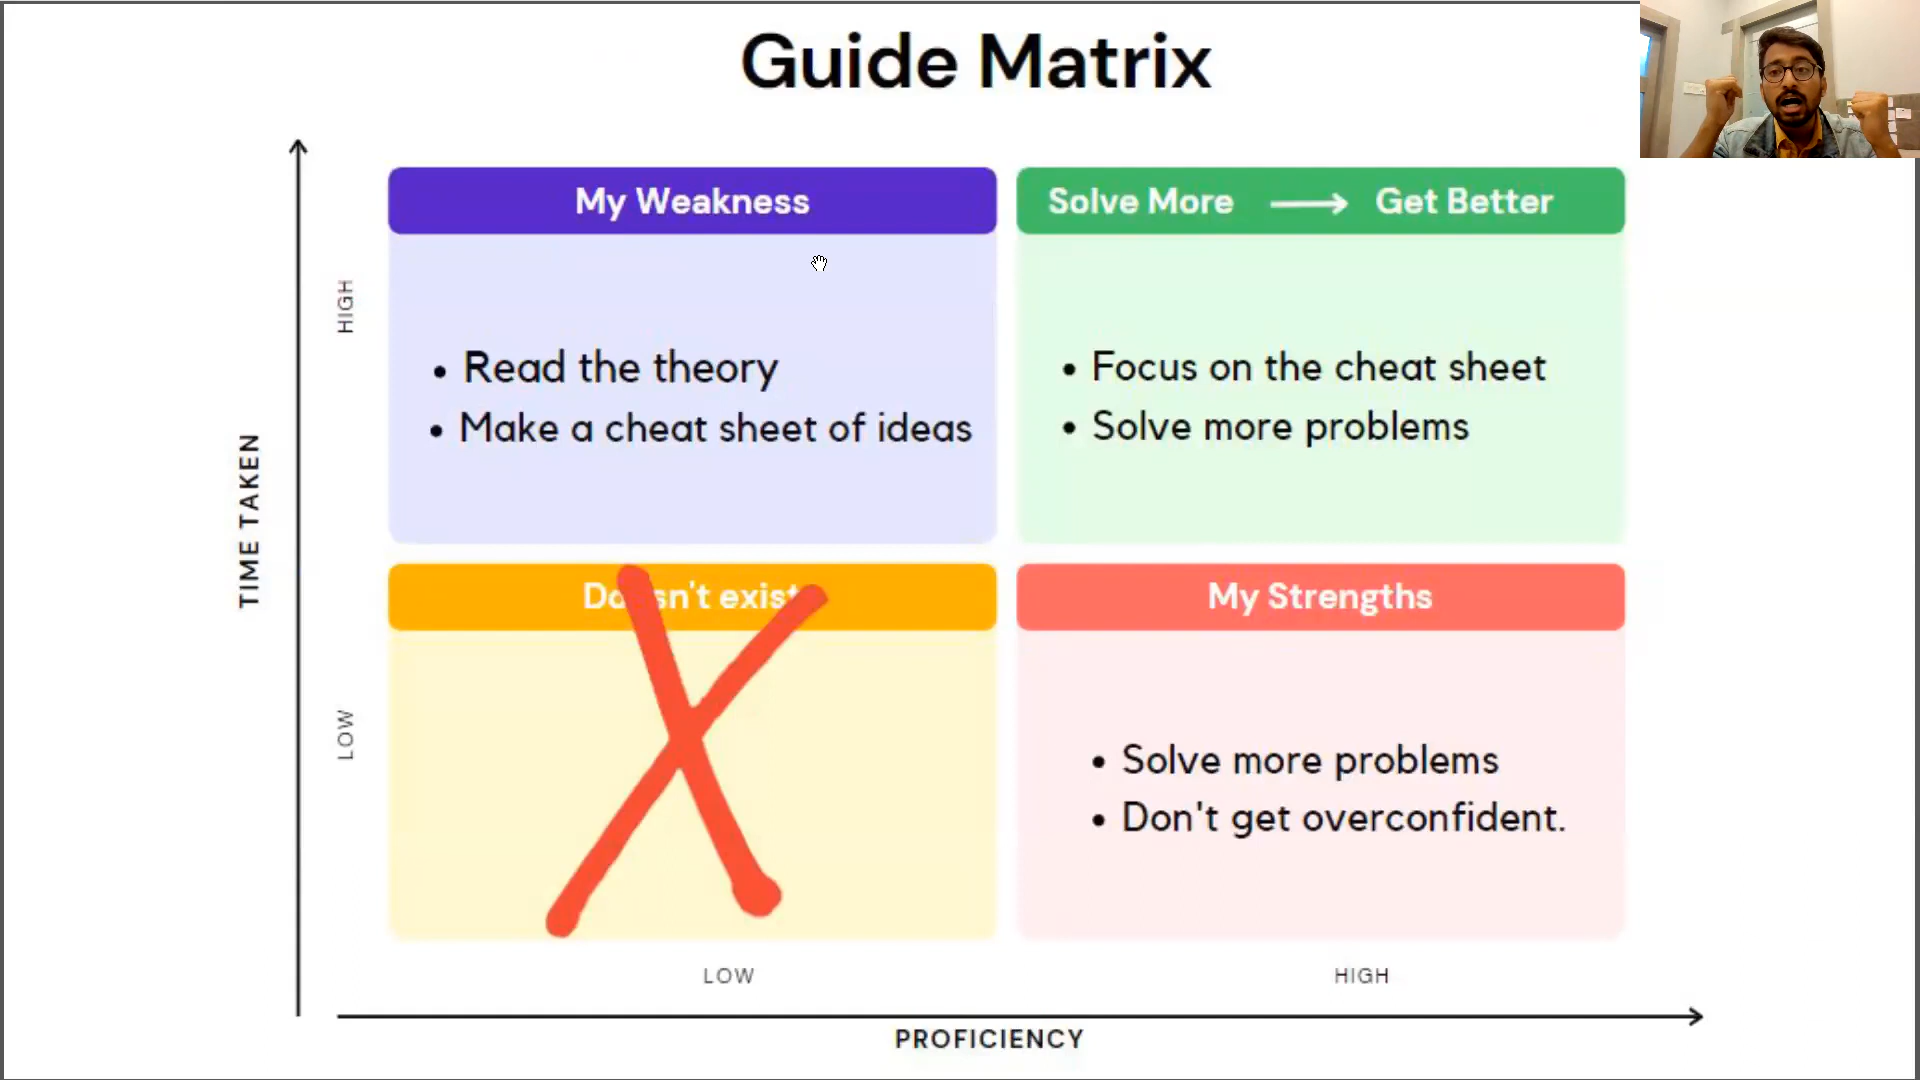 Guide Matrix
My Weakness
Solve More → Get Better
HIGH
• Read the theory
• Make a cheat sheet of ideas
• Focus on the cheat sheet
• Solve more problems
TIME TAKEN
Doesn't exist
My Strengths
LOW
• Solve more problems
• Don't get overconfident.
LOW
HIGH
PROFICIENCY